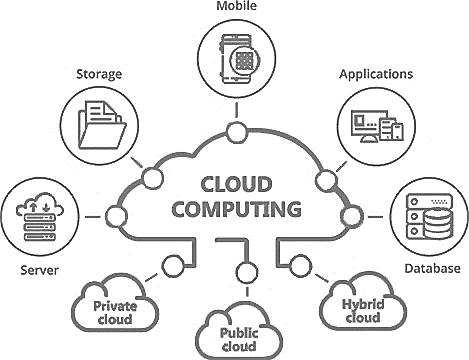 Mobile
Storage
Applications
CLOUD
COMPUTING
Server
Database
Private
cloud
Public
cloud
Hybrid
cloud